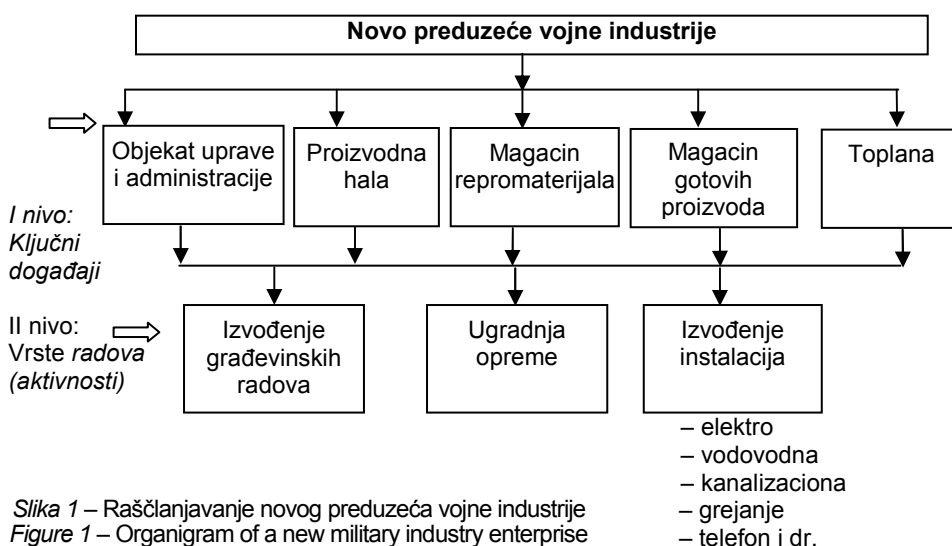 Novo preduzeće vojne industrije
Objekat uprave
i administracije
Proizvodna
hala
Magacin
repromaterijala
Magacin
gotovih
proizvoda
Toplana
I nivo:
Ključni
događaji
II nivo:
Vrste radova
(aktivnosti)
Izvođenje
građevinskih
radova
Ugradnja
opreme
Izvođenje
instalacija
– elektro
– vodovodna
– kanalizaciona
– grejanje
– telefon i dr.
Slika 1 – Raščlanjavanje novog preduzeća vojne industrije
Figure 1 – Organigram of a new military industry enterprise